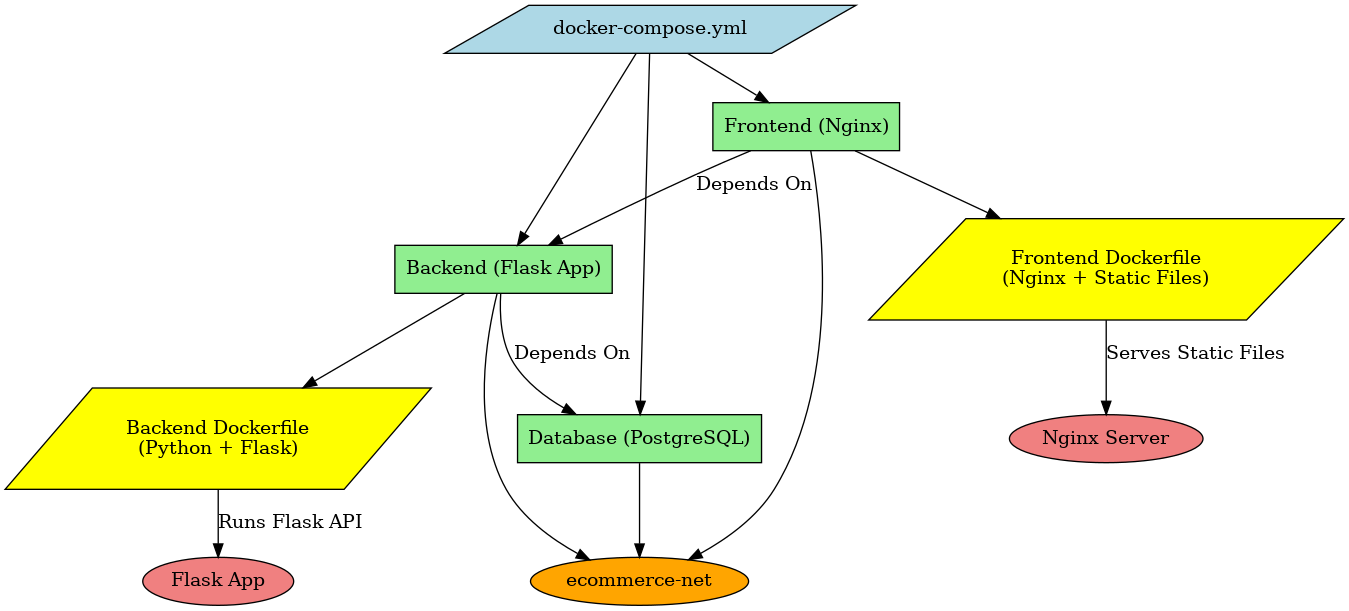 docker-compose.yml
Frontend (Nginx)
Depends On
Backend (Flask App)
Frontend Dockerfile
(Nginx + Static Files)
Depends On
Serves Static Files
Backend Dockerfile
(Python + Flask)
Database (PostgreSQL)
Nginx Server
Runs Flask API
Flask App
ecommerce-net